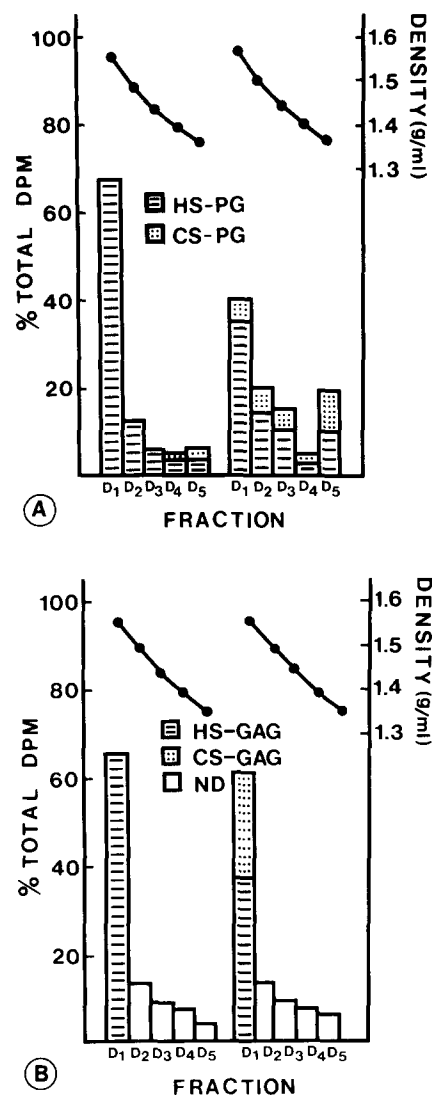 100
80
60
40
20
% TOTAL DPM
1.6
1.5
1.4
1.3
DENSITY (g/ml)
HS-PG
CS-PG
D1 D2 D3 D4 D5
D1 D2 D3 D4 D5
FRACTION
A
100
80
60
40
20
% TOTAL DPM
1.6
1.5
1.4
1.3
DENSITY (g/ml)
HS-GAG
CS-GAG
ND
D1 D2 D3 D4 D5
D1 D2 D3 D4 D5
FRACTION
B